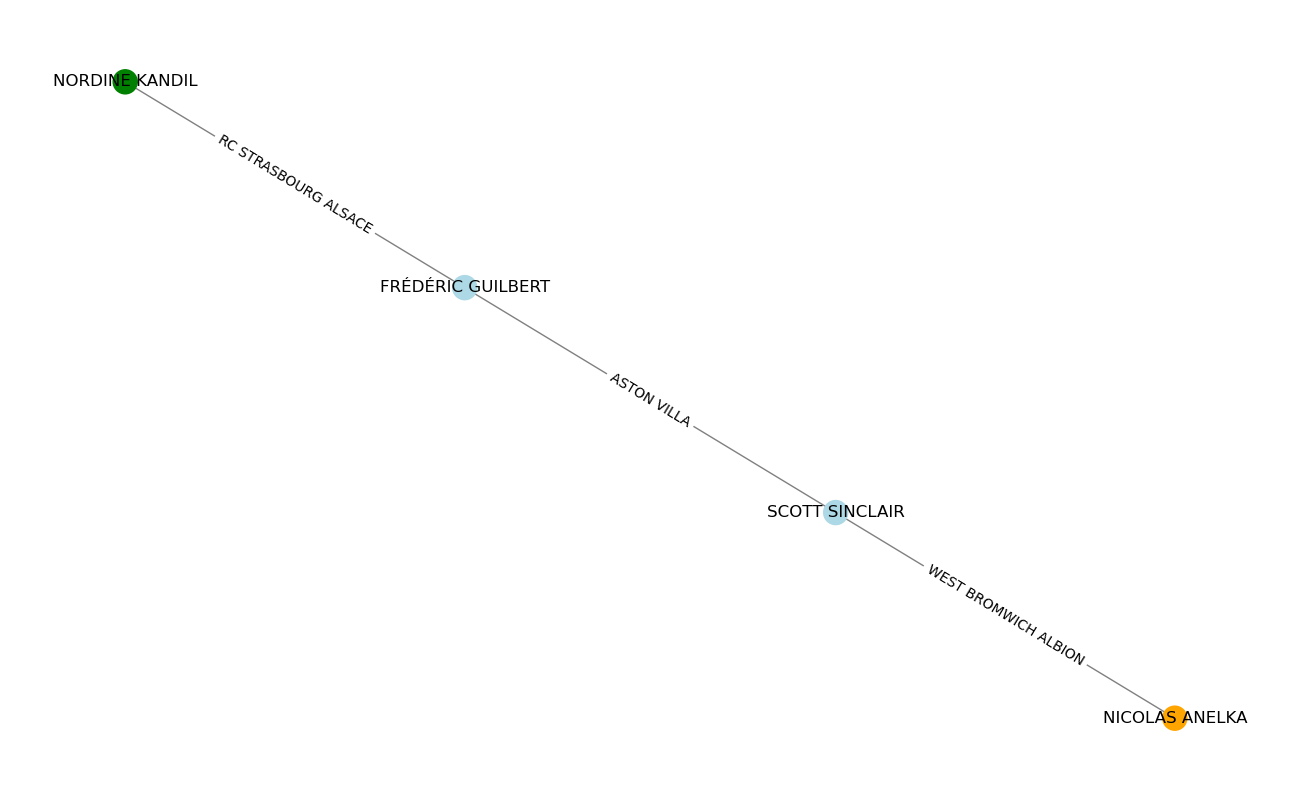 NORDINE KANDIL
RC STRASBOURG ALSACE
FRÉDÉRIC GUILBERT
ASTON VILLA
SCOTT SINCLAIR
WEST BROMWICH ALBION
NICOLAS ANELKA